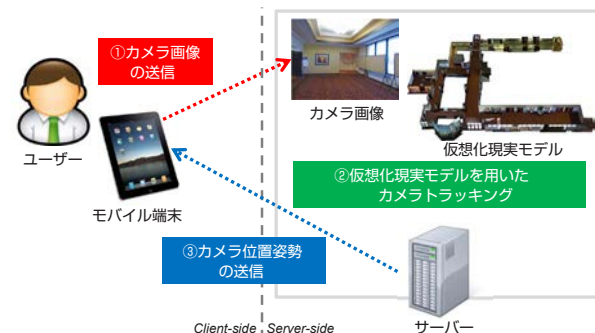 ①カメラ画像
の送信
カメラ画像
仮想化現実モデル
ユーザー
②仮想化現実モデルを用いた
カメラトラッキング
モバイル端末
③カメラ位置姿勢
の送信
サーバー
Client-side
Server-side